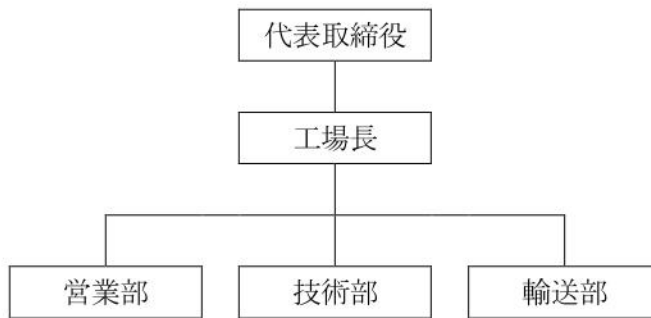 代表取締役
工場長
営業部
技術部
輸送部